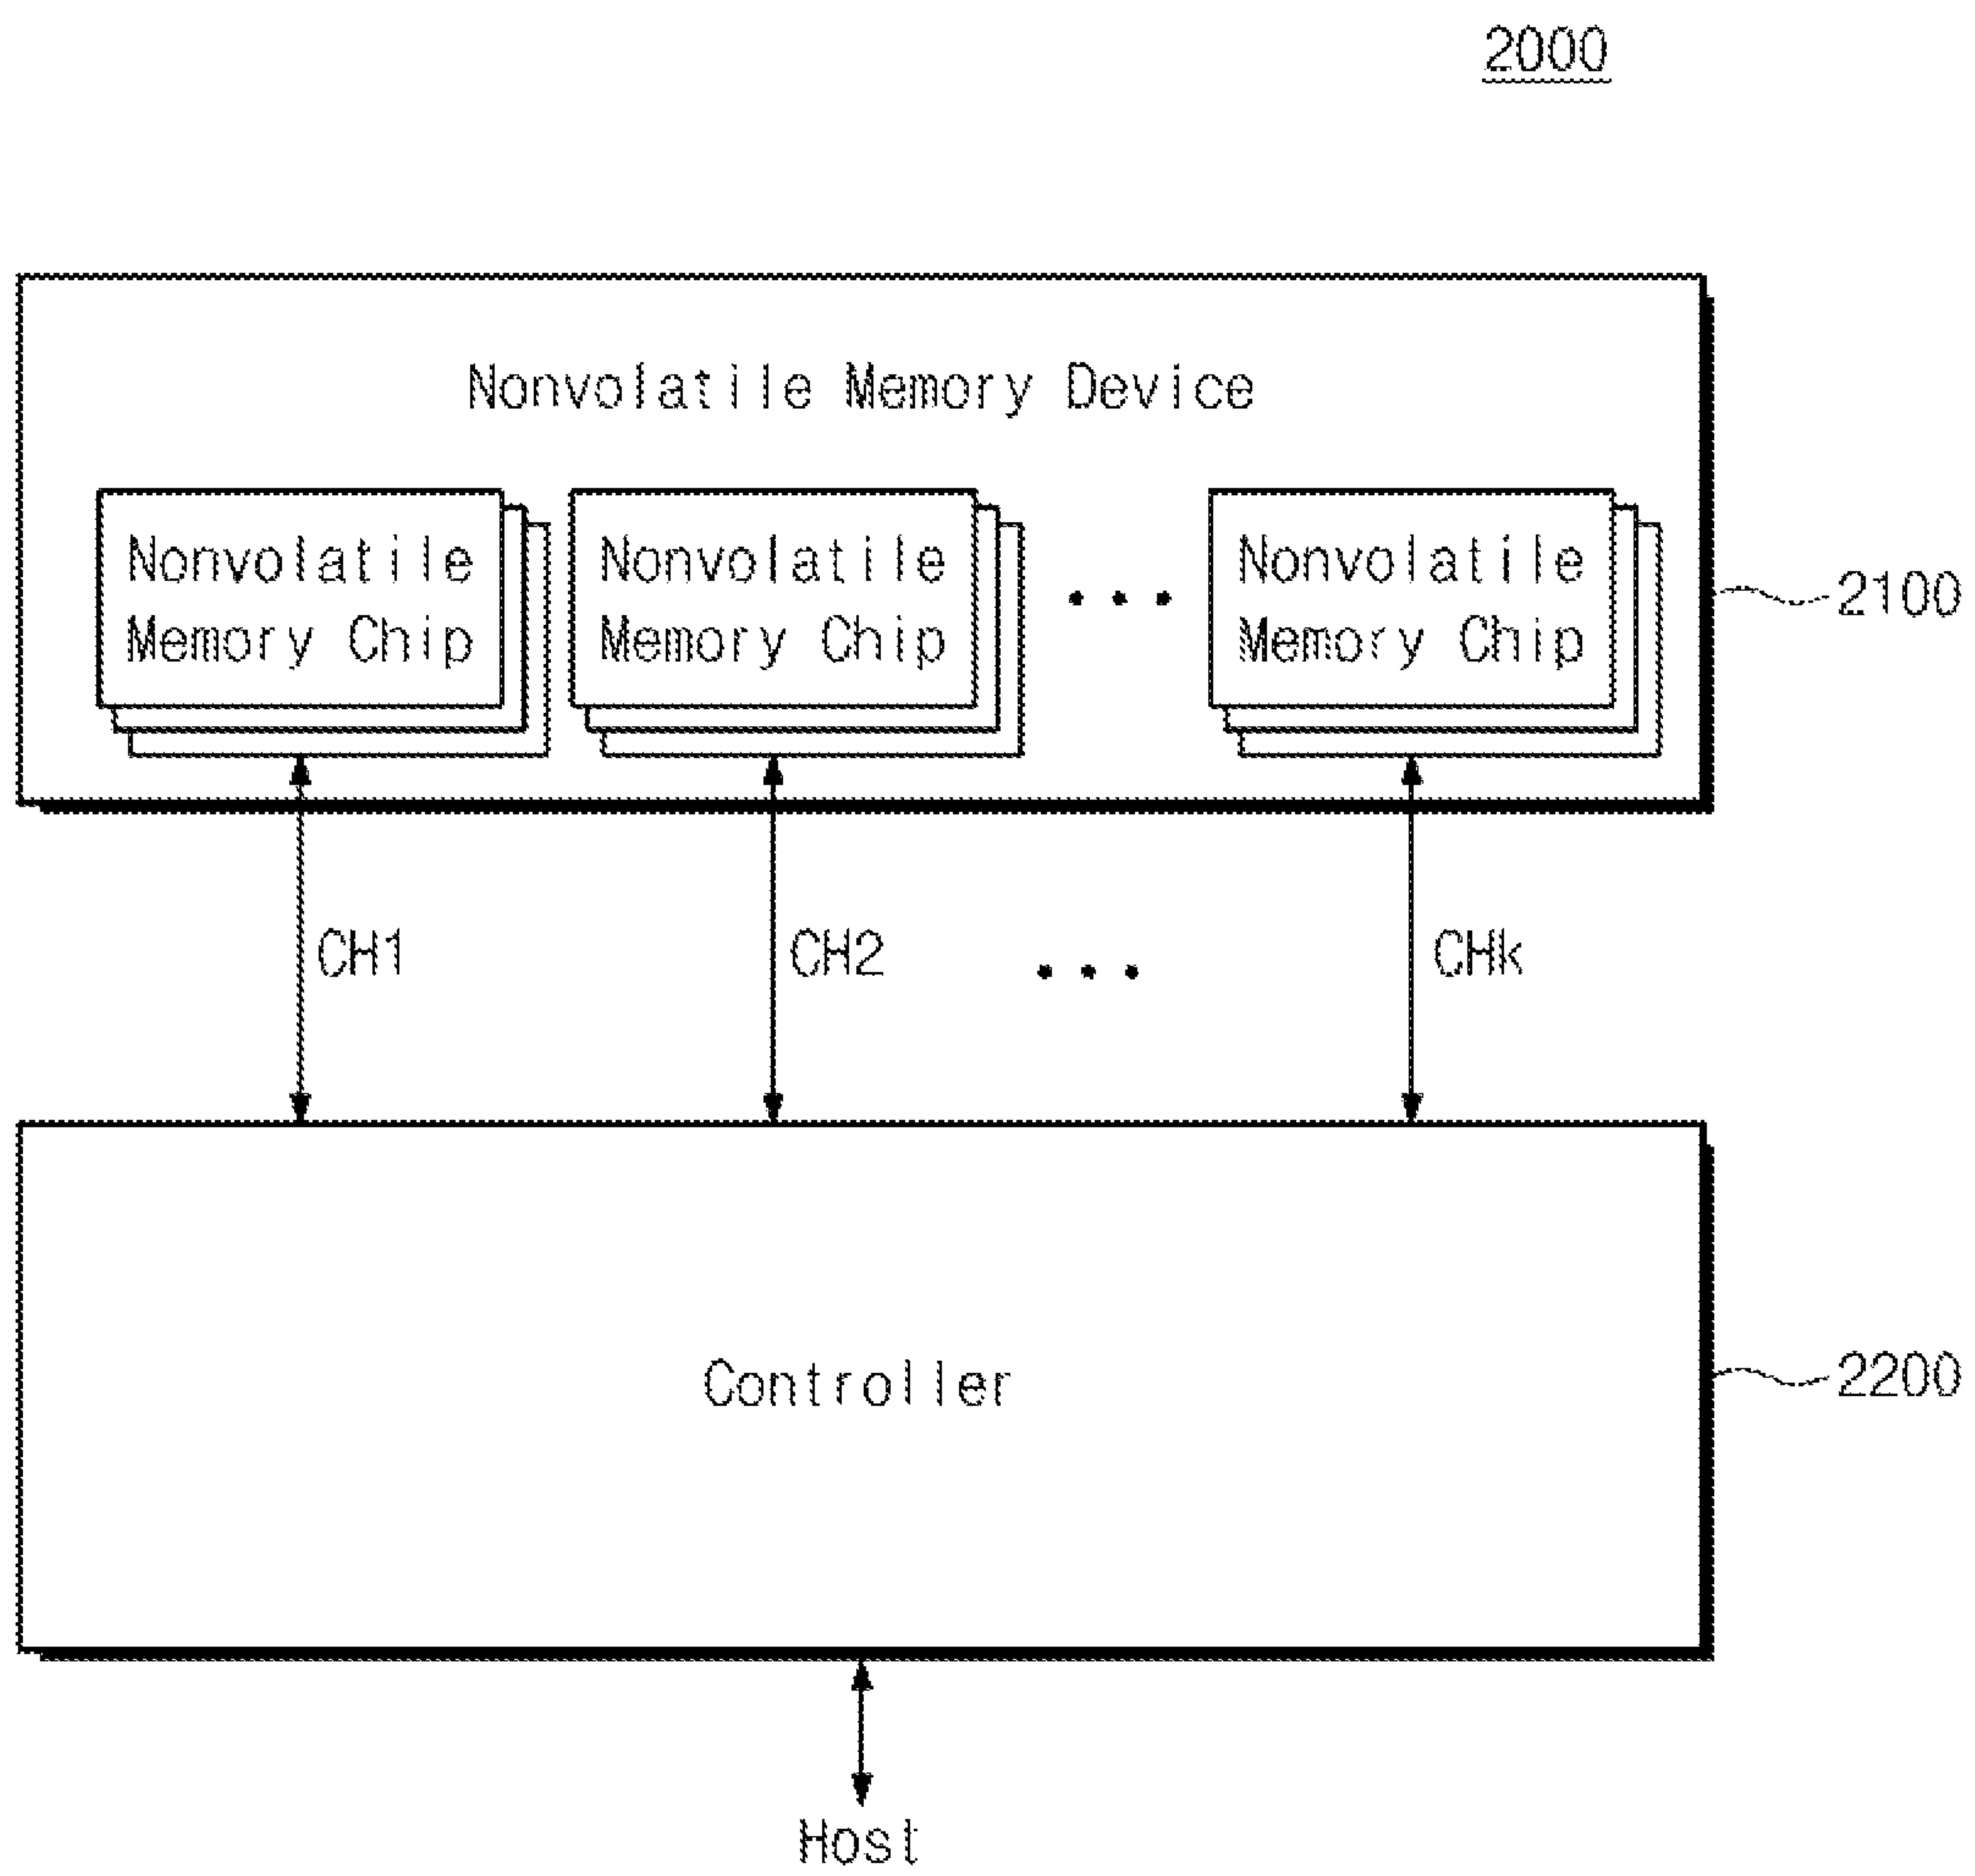 2000
Nonvolatile Memory Device
Nonvolatile
Memory Chip
Nonvolatile
Memory Chip
...
Nonvolatile
Memory Chip
2100
CH1
CH2
...
CHk
Controller
2200
Host